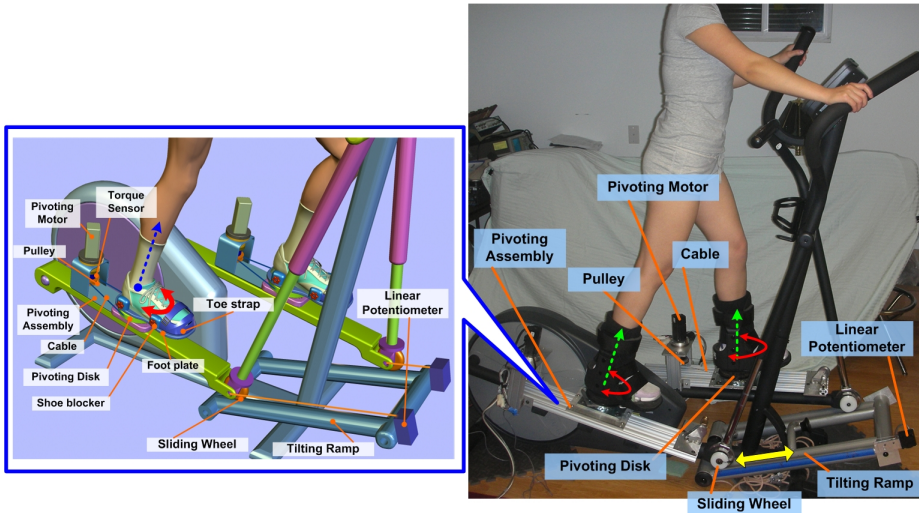 Torque
Sensor
Pivoting
Motor
Pulley
Pivoting
Assembly
Cable
Pivoting Disk
Shoe blocker
Foot plate
Toe strap
Linear
Potentiometer
Sliding Wheel
Tilting Ramp
Pivoting Motor
Pivoting
Assembly
Pulley
Cable
Linear
Potentiometer
Pivoting Disk
Tilting Ramp
Sliding Wheel